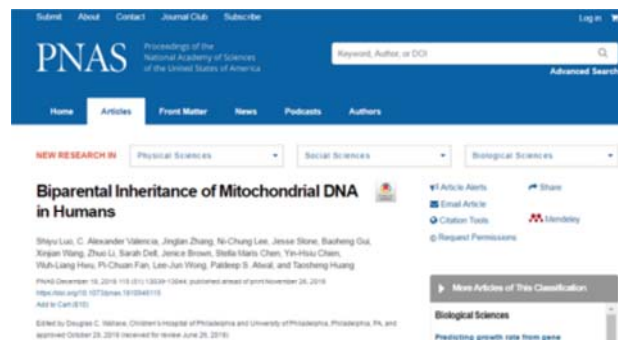 Submit About Contact Journal Club Subscribe Log in
PNAS
Proceedings of the
National Academy of Sciences
of the United States of America
Keyword, Author, or DOI
Advanced Search
Home Articles Front Matter News Podcasts Authors
NEW RESEARCH IN Physical Sciences Social Sciences Biological Sciences
Biparental Inheritance of Mitochondrial DNA
in Humans
Article Alerts Share
Email Article
Citation Tools Mendeley
Request Permissions
Shiyu Luo, C. Alexander Valencia, Jinglan Zhang, Ni-Chung Lee, Jesse Slone, Baoheng Gui,
Xinjian Wang, Zhuo Li, Sarah Dell, Jenice Brown, Stella Maris Chen, Yin-Hsiu Chien,
Wuh-Liang Hwu, Pi-Chuan Fan, Lee-Jun Wong, Paldeep S. Atwal, and Taosheng Huang
PNAS December 18, 2018 115 (51) 13039-13044; published ahead of print November 26, 2018
Add to Cart ($10)
More Articles of This Classification
Edited by Douglas C. Wallace, Children's Hospital of Philadelphia and University of Pennsylvania, Philadelphia, PA, and
approved October 29, 2018 (received for review June 26, 2018)
Biological Sciences
Predicting growth rate from gene